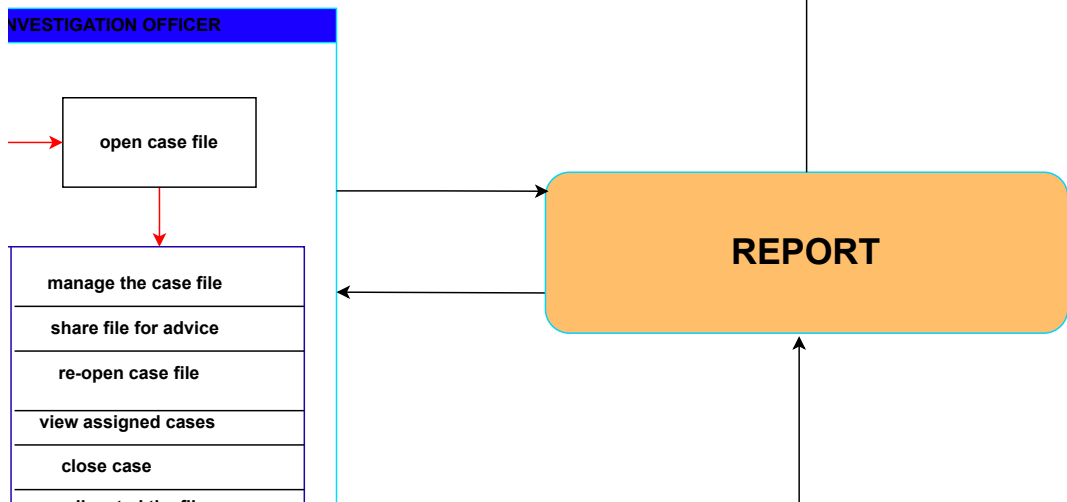 NVESTIGATION OFFICER
open case file
REPORT
manage the case file
share file for advice
re-open case file
view assigned cases
close case